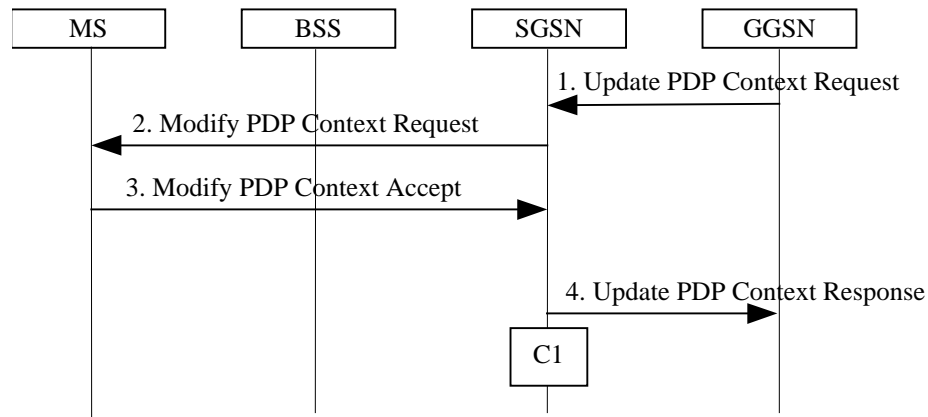 MS BSS SGSN GGSN
1. Update PDP Context Request
2. Modify PDP Context Request
3. Modify PDP Context Accept
4. Update PDP Context Response
C1